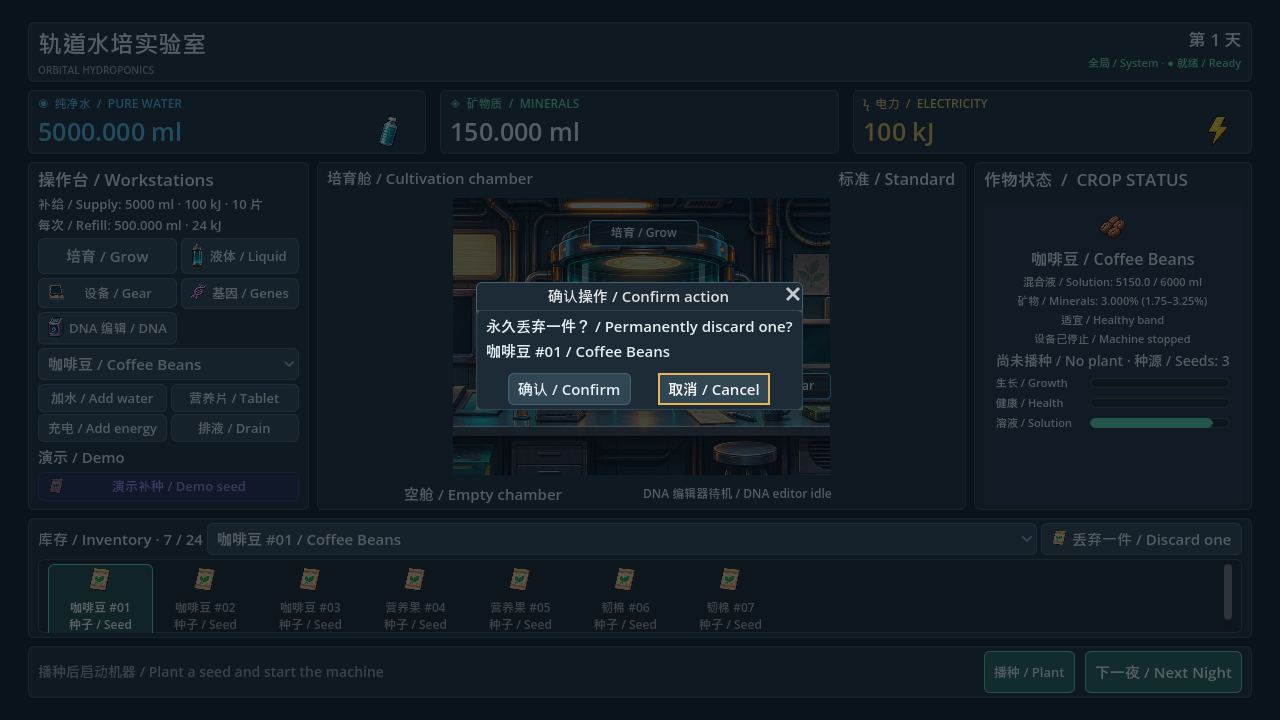 轨道水培实验室
ORBITAL HYDROPONICS
第 1 天
全局 / System · ● 就绪 / Ready
纯净水 / PURE WATER
5000.000 ml
矿物质 / MINERALS
150.000 ml
电力 / ELECTRICITY
100 kJ
操作台 / Workstations
补给 / Supply: 5000 ml · 100 kJ · 10 片
每次 / Refill: 500.000 ml · 24 kJ
培育 / Grow
液体 / Liquid
设备 / Gear
基因 / Genes
DNA 编辑 / DNA
咖啡豆 / Coffee Beans
加水 / Add water
营养片 / Tablet
充电 / Add energy
排液 / Drain
演示 / Demo
演示补种 / Demo seed
培育舱 / Cultivation chamber
标准 / Standard
培育 / Grow
确认操作 / Confirm action
永久丢弃一件？ / Permanently discard one?
咖啡豆 #01 / Coffee Beans
确认 / Confirm
取消 / Cancel
空舱 / Empty chamber
DNA 编辑器待机 / DNA editor idle
作物状态 / CROP STATUS
咖啡豆 / Coffee Beans
混合液 / Solution: 5150.0 / 6000 ml
矿物 / Minerals: 3.000% (1.75–3.25%)
适宜 / Healthy band
设备已停止 / Machine stopped
尚未播种 / No plant · 种源 / Seeds: 3
生长 / Growth
健康 / Health
溶液 / Solution
库存 / Inventory · 7 / 24
咖啡豆 #01 / Coffee Beans
丢弃一件 / Discard one
咖啡豆 #01
种子 / Seed
咖啡豆 #02
种子 / Seed
咖啡豆 #03
种子 / Seed
营养果 #04
种子 / Seed
营养果 #05
种子 / Seed
韧棉 #06
种子 / Seed
韧棉 #07
种子 / Seed
播种后启动机器 / Plant a seed and start the machine
播种 / Plant
下一夜 / Next Night